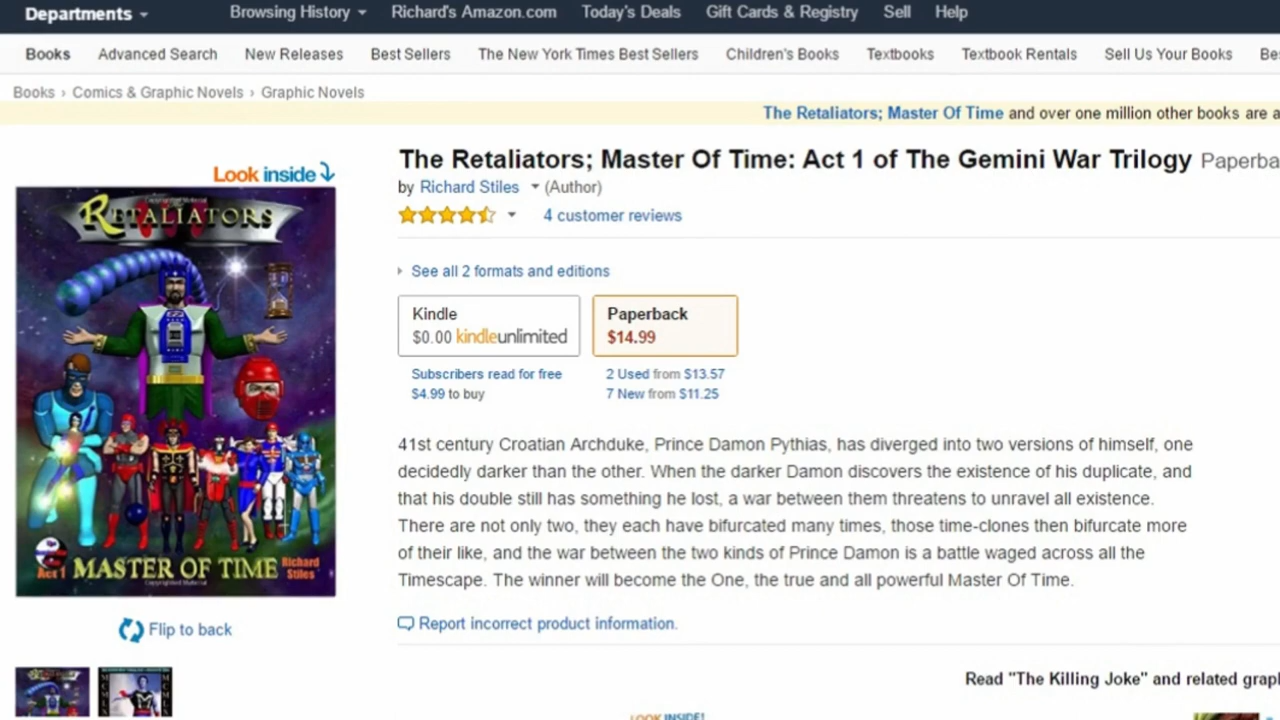 Departments Browsing History Richard's Amazon.com Today's Deals Gift Cards & Registry Sell Help
Books Advanced Search New Releases Best Sellers The New York Times Best Sellers Children's Books Textbooks Textbook Rentals Sell Us Your Books
Books › Comics & Graphic Novels › Graphic Novels
The Retaliators; Master Of Time and over one million other books are
Look inside
The Retaliators; Master Of Time: Act 1 of The Gemini War Trilogy
by Richard Stiles (Author)
4 customer reviews
See all 2 formats and editions
Kindle
$0.00 kindleunlimited
Subscribers read for free
$4.99 to buy
Paperback
$14.99
2 Used from $13.57
7 New from $11.25
41st century Croatian Archduke, Prince Damon Pythias, has diverged into two versions of himself, one
decidedly darker than the other. When the darker Damon discovers the existence of his duplicate, and
that his double still has something he lost, a war between them threatens to unravel all existence.
There are not only two, they each have bifurcated many times, those time-clones then bifurcate more
of their like, and the war between the two kinds of Prince Damon is a battle waged across all the
Timescape. The winner will become the One, the true and all powerful Master Of Time.
Report incorrect product information.
RETALIATORS
Act 1 MASTER OF TIME Richard
Stiles
Copyrighted Material
Flip to back
Read "The Killing Joke" and related
LOOK INSIDE!